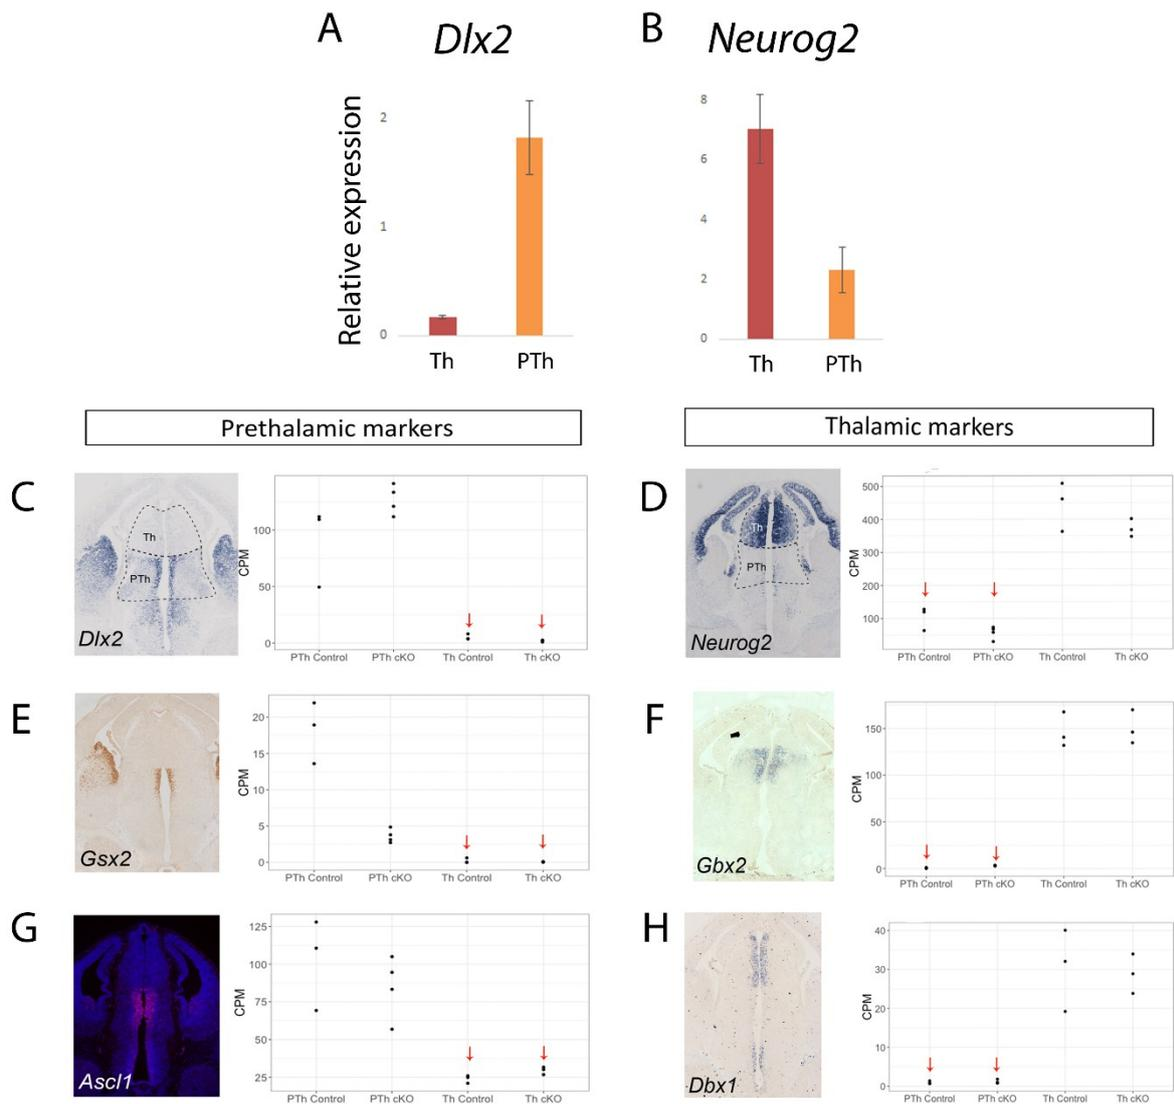 A Dlx2
B Neurog2
Relative expression
2
1
0
Th PTh
8
6
4
2
0
Th PTh
Prethalamic markers
Thalamic markers
C
Th
PTh
Dlx2
CPM
100
50
0
PTh Control PTh cKO Th Control Th cKO
D
Th
PTh
Neurog2
CPM
500
400
300
200
100
PTh Control PTh cKO Th Control Th cKO
E
Gsx2
CPM
20
15
10
5
0
PTh Control PTh cKO Th Control Th cKO
F
Gbx2
CPM
150
100
50
0
PTh Control PTh cKO Th Control Th cKO
G
Ascl1
CPM
125
100
75
50
25
PTh Control PTh cKO Th Control Th cKO
H
Dbx1
CPM
40
30
20
10
0
PTh Control PTh cKO Th Control Th cKO